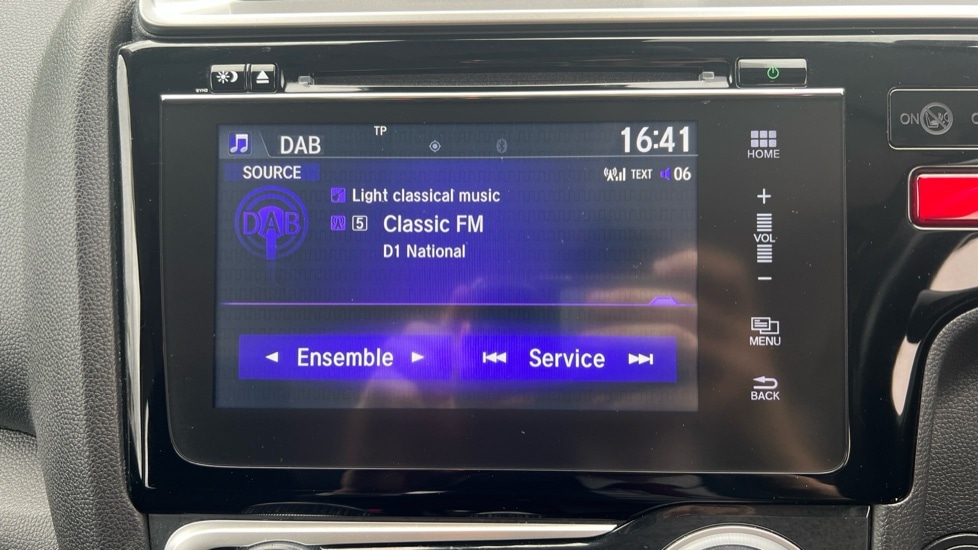 DAB
TP
16:41
SOURCE
TEXT 06
DAB
Light classical music
5 Classic FM
D1 National
Ensemble
Service
HOME
+
VOL
-
MENU
BACK
ON